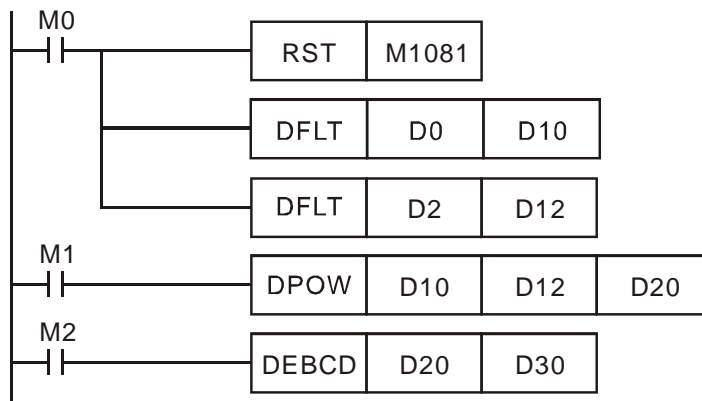 M0
RST M1081
DFLT D0 D10
DFLT D2 D12
M1
DPOW D10 D12 D20
M2
DEBCD D20 D30